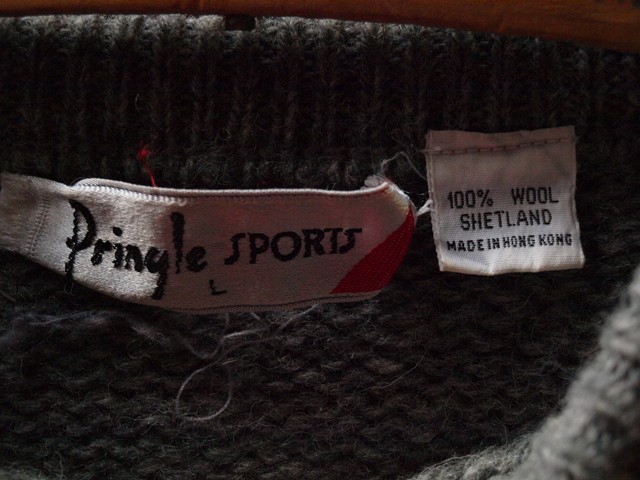 Pringle SPORTS
L
100% WOOL
SHETLAND
MADE IN HONG KONG